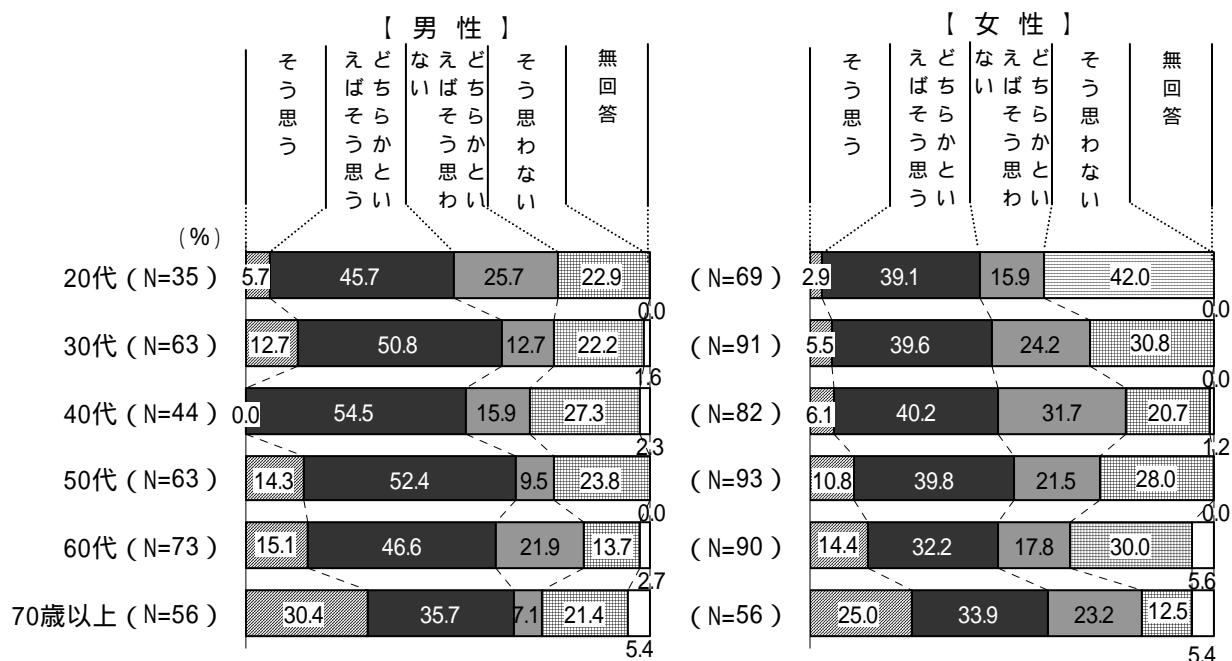 【 男 性 】
そう思う
どちらかとい
えばそう思う
どちらかとい
えばそう思わ
ない
そう思わない
無回答
【 女 性 】
そう思う
どちらかとい
えばそう思う
どちらかとい
えばそう思わ
ない
そう思わない
無回答
(%)
20代 ( N=35 ) 5.7 45.7 25.7 22.9 0.0
30代 ( N=63 ) 12.7 50.8 12.7 22.2 1.6
40代 ( N=44 ) 0.0 54.5 15.9 27.3 2.3
50代 ( N=63 ) 14.3 52.4 9.5 23.8 0.0
60代 ( N=73 ) 15.1 46.6 21.9 13.7 2.7
70歳以上 ( N=56 ) 30.4 35.7 7.1 21.4 5.4
( N=69 ) 2.9 39.1 15.9 42.0 0.0
( N=91 ) 5.5 39.6 24.2 30.8 0.0
( N=82 ) 6.1 40.2 31.7 20.7 1.2
( N=93 ) 10.8 39.8 21.5 28.0 0.0
( N=90 ) 14.4 32.2 17.8 30.0 5.6
( N=56 ) 25.0 33.9 23.2 12.5 5.4